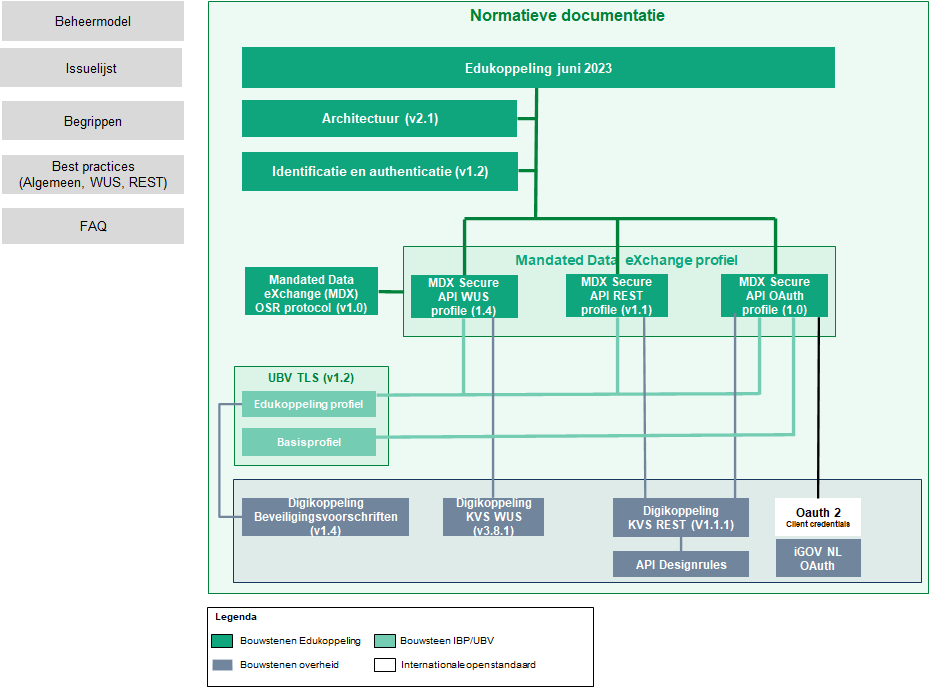 Beheermodel
Issuelijst
Begrippen
Best practices
(Algemeen, WUS, REST)
FAQ
Normatieve documentatie
Edukoppeling juni 2023
Architectuur (v2.1)
Identificatie en authenticatie (v1.2)
Mandated Data eXchange profiel
Mandated Data
eXchange (MDX)
OSR protocol (v1.0)
MDX Secure
API WUS
profile (1.4)
MDX Secure
API REST
profile (v1.1)
MDX Secure
API OAuth
profile (1.0)
UBV TLS (v1.2)
Edukoppeling profiel
Basisprofiel
Digikoppeling
Beveiligingsvoorschriften
(v1.4)
Digikoppeling
KVS WUS
(v3.8.1)
Digikoppeling
KVS REST (V1.1.1)
API Designrules
Oauth 2
Client credentials
iGOV NL
OAuth
Legenda
Bouwstenen Edukoppeling
Bouwsteen IBP/UBV
Bouwstenen overheid
Internationale open standaard